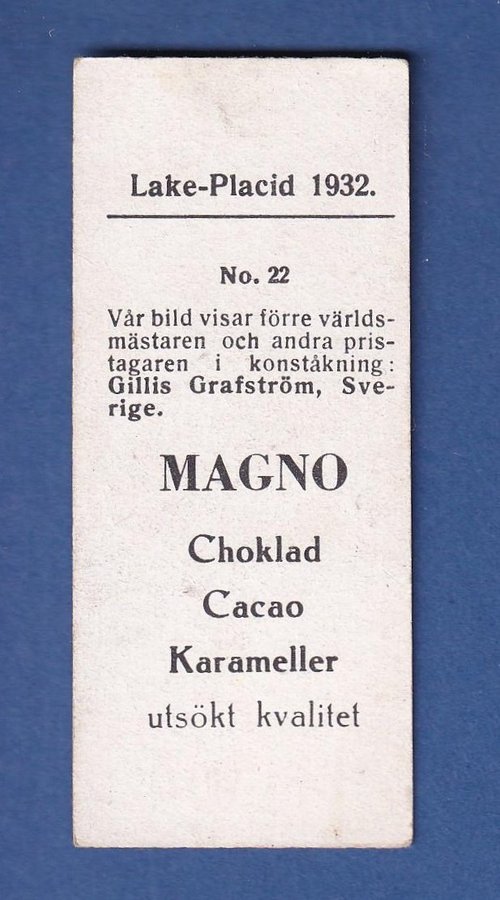 Lake-Placid 1932.
No. 22
Vår bild visar förre världs-
mästaren och andra pris-
tagaren i konståkning:
Gillis Grafström, Sve-
rige.
MAGNO
Choklad
Cacao
Karameller
utsökt kvalitet